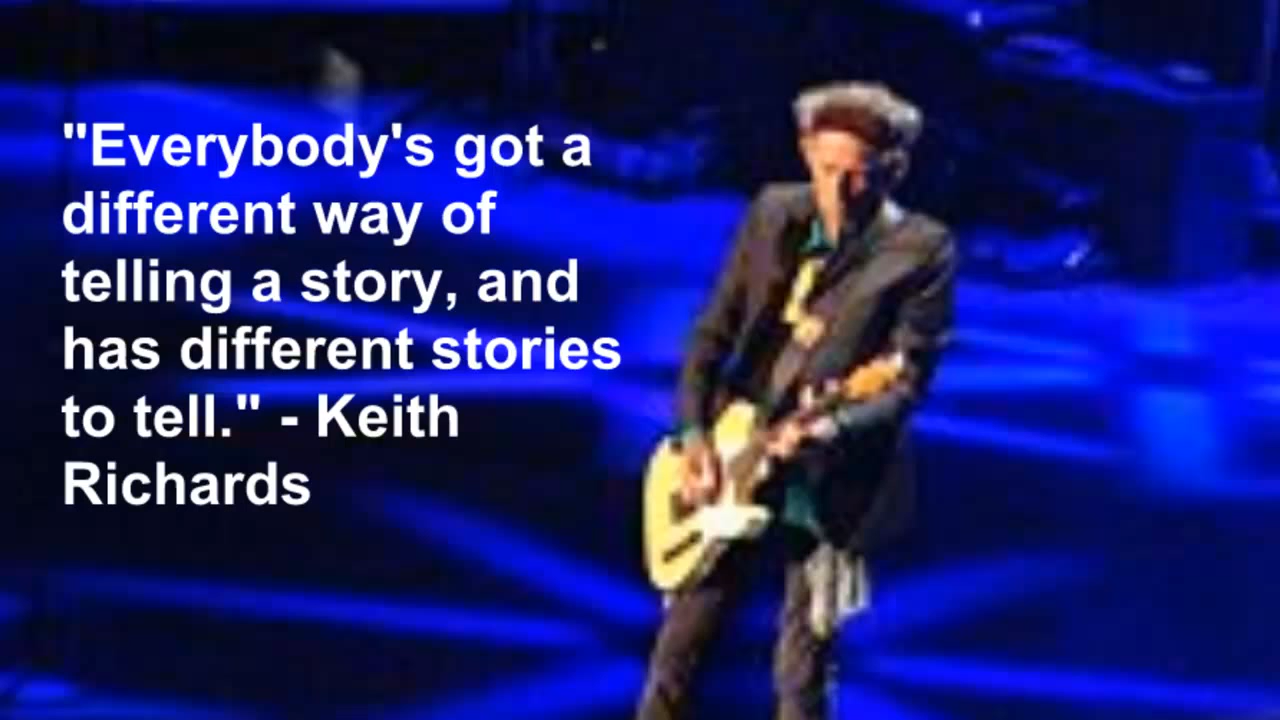 "Everybody's got a
different way of
telling a story, and
has different stories
to tell." - Keith
Richards